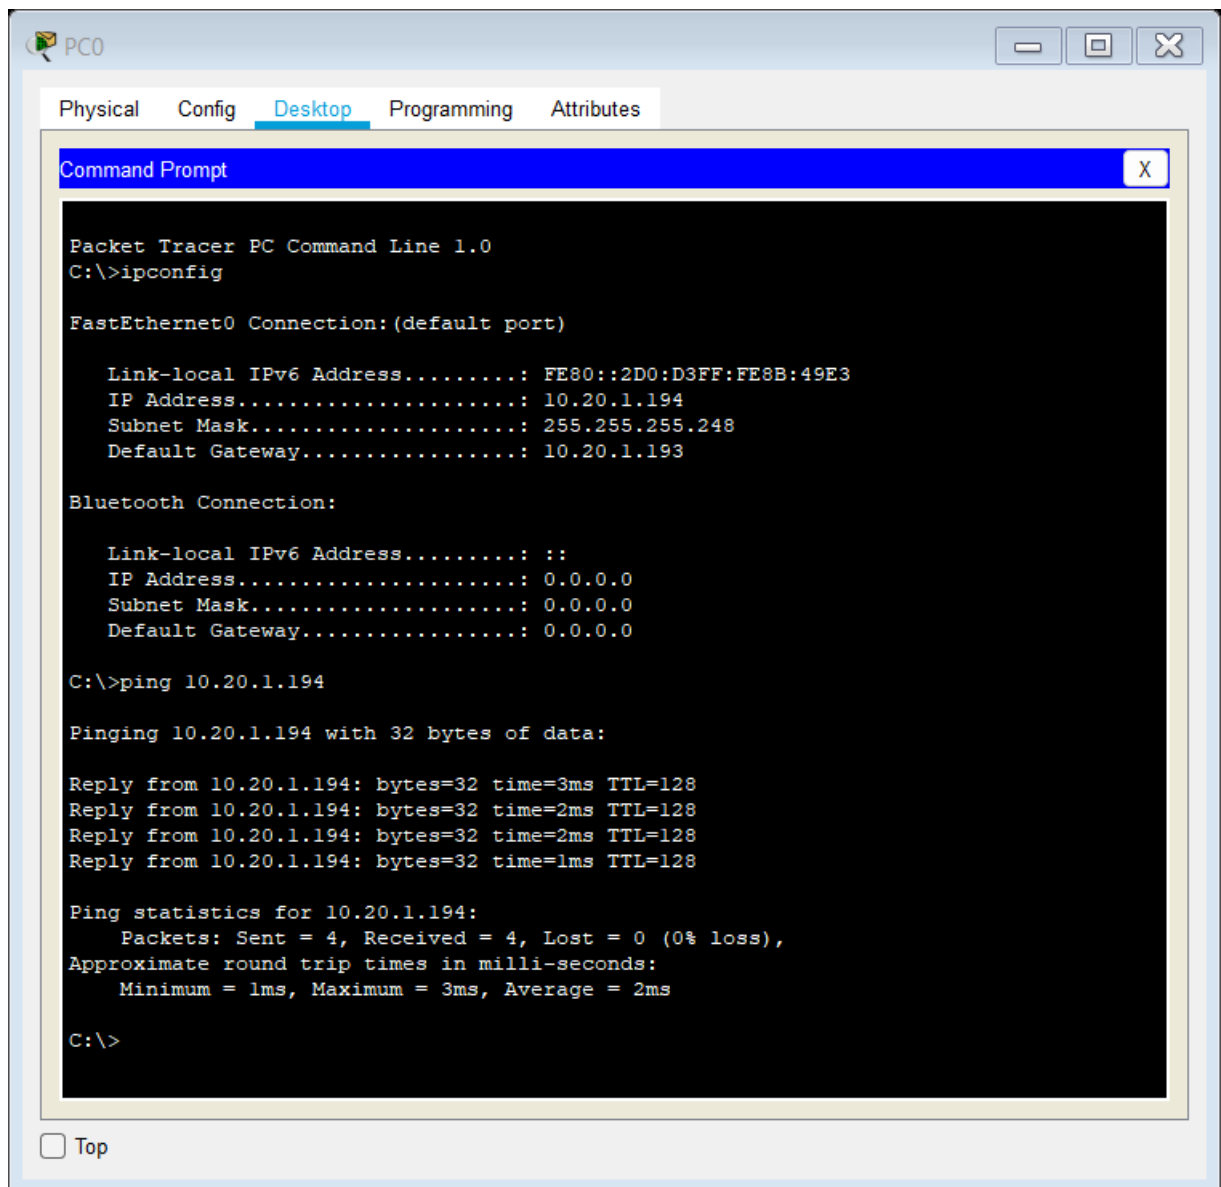 PC0
Physical Config Desktop Programming Attributes
Command Prompt X
Packet Tracer PC Command Line 1.0
C:\>ipconfig
FastEthernet0 Connection:(default port)
Link-local IPv6 Address.........: FE80::2D0:D3FF:FE8B:49E3
IP Address......................: 10.20.1.194
Subnet Mask.....................: 255.255.255.248
Default Gateway.................: 10.20.1.193
Bluetooth Connection:
Link-local IPv6 Address.........: ::
IP Address......................: 0.0.0.0
Subnet Mask.....................: 0.0.0.0
Default Gateway.................: 0.0.0.0
C:\>ping 10.20.1.194
Pinging 10.20.1.194 with 32 bytes of data:
Reply from 10.20.1.194: bytes=32 time=3ms TTL=128
Reply from 10.20.1.194: bytes=32 time=2ms TTL=128
Reply from 10.20.1.194: bytes=32 time=2ms TTL=128
Reply from 10.20.1.194: bytes=32 time=1ms TTL=128
Ping statistics for 10.20.1.194:
Packets: Sent = 4, Received = 4, Lost = 0 (0% loss),
Approximate round trip times in milli-seconds:
Minimum = 1ms, Maximum = 3ms, Average = 2ms
C:\>
Top